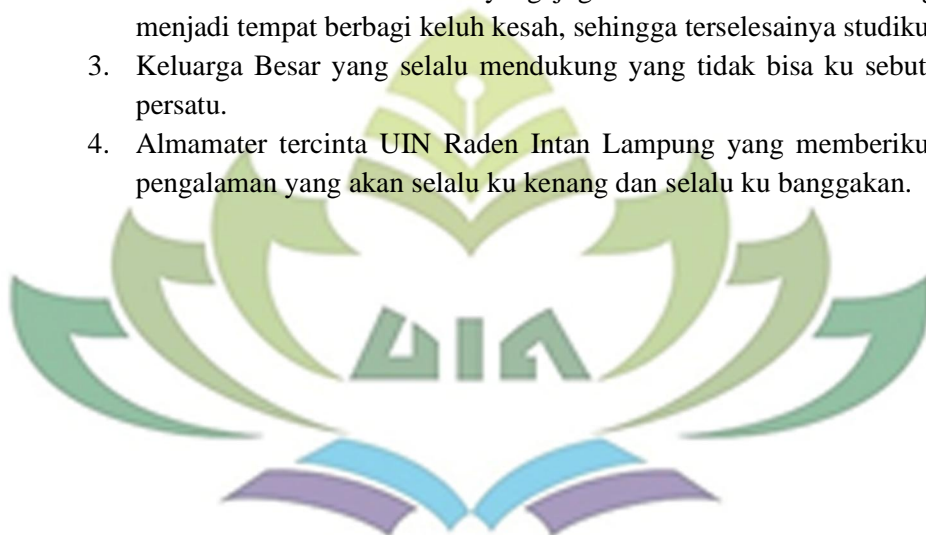 menjadi tempat berbagi keluh kesah, sehingga terselesainya studiku
3. Keluarga Besar yang selalu mendukung yang tidak bisa ku sebut
persatu.
4. Almamater tercinta UIN Raden Intan Lampung yang memberiku
pengalaman yang akan selalu ku kenang dan selalu ku banggakan.
UIN